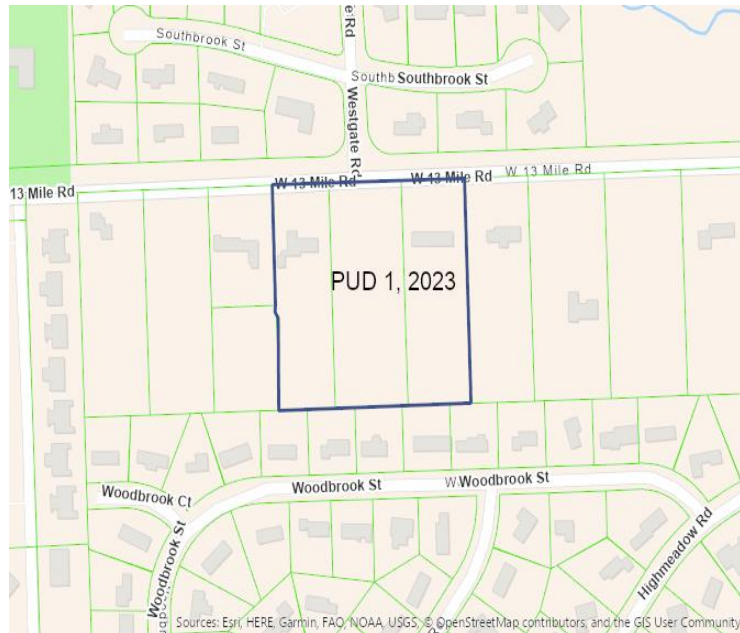 Southbrook St
Southb
Southbrook St
e Rd
Westgate Rd
W 13 Mile Rd
W 13 Mile Rd
W 13 Mile Rd
13 Mile Rd
PUD 1, 2023
Woodbrook Ct
Woodbrook St
W
Woodbrook St
Woodbrook St
Highmeadow Rd
Sources: Esri, HERE, Garmin, FAO, NOAA, USGS, © OpenStreetMap contributors, and the GIS User Community